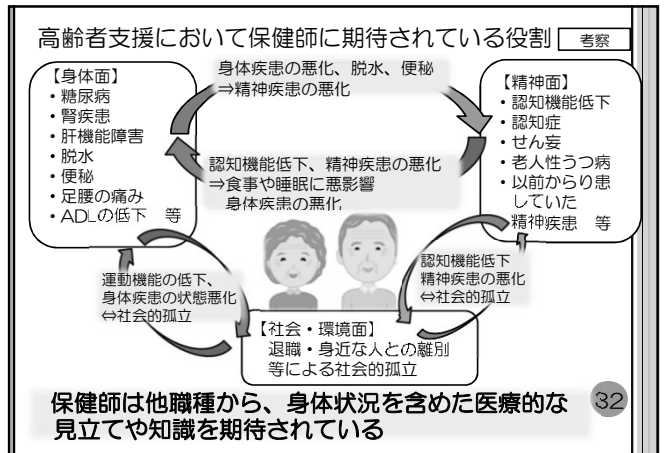 高齢者支援において保健師に期待されている役割
考察
【身体面】
・糖尿病
・腎疾患
・肝機能障害
・脱水
・便秘
・足腰の痛み
・ADLの低下 等
身体疾患の悪化、脱水、便秘
⇒精神疾患の悪化
認知機能低下、精神疾患の悪化
⇒食事や睡眠に悪影響
身体疾患の悪化
【精神面】
・認知機能低下
・認知症
・せん妄
・老人性うつ病
・以前からり患
していた
精神疾患 等
運動機能の低下、
身体疾患の状態悪化
⇔社会的孤立
認知機能低下
精神疾患の悪化
⇔社会的孤立
【社会・環境面】
退職・身近な人との離別
等による社会的孤立
保健師は他職種から、身体状況を含めた医療的な
見立てや知識を期待されている
32